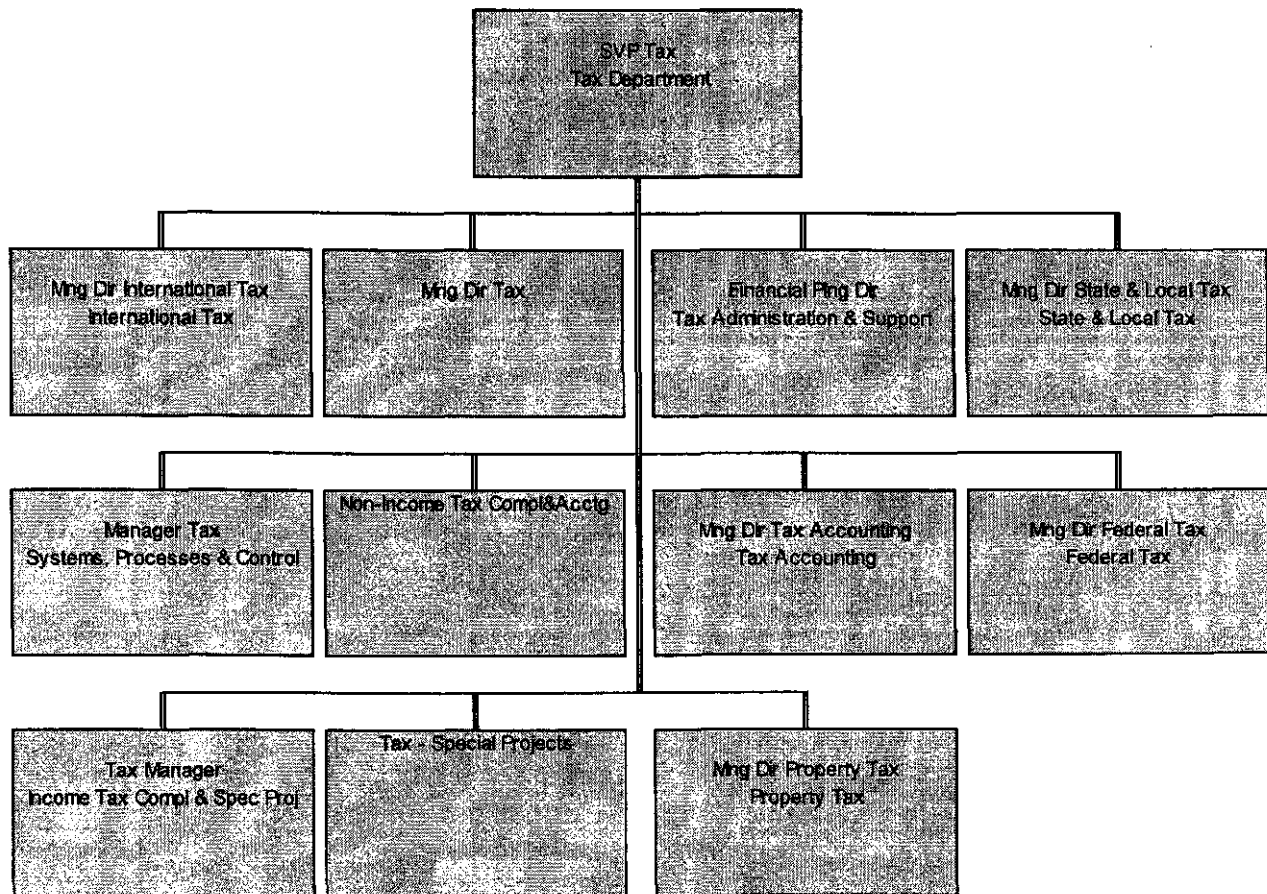 SVP Tax
Tax Department
Mng Dir International Tax
International Tax
Mng Dir Tax
Financial Plng Dir
Tax Administration & Support
Mng Dir State & Local Tax
State & Local Tax
Manager Tax
Systems, Processes & Control
Non-Income Tax Compl&Acctg
Mng Dir Tax Accounting
Tax Accounting
Mng Dir Federal Tax
Federal Tax
Tax Manager
Income Tax Compl & Spec Proj
Tax - Special Projects
Mng Dir Property Tax
Property Tax